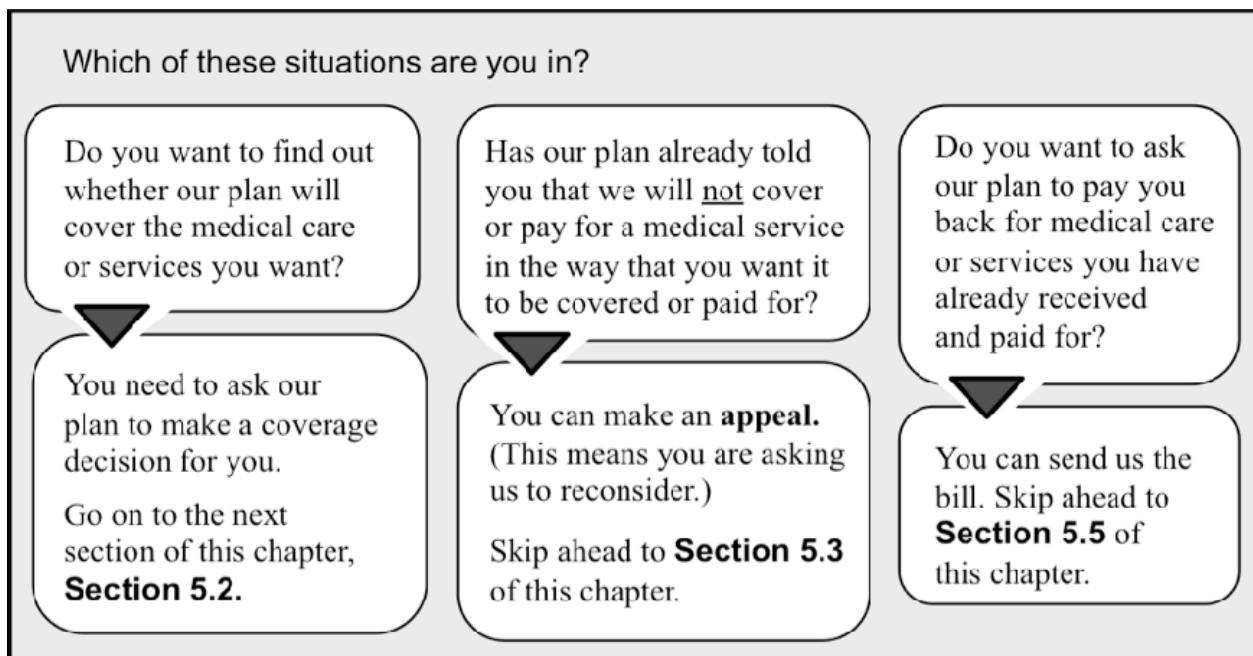 Which of these situations are you in?
Do you want to find out
whether our plan will
cover the medical care
or services you want?
You need to ask our
plan to make a coverage
decision for you.
Go on to the next
section of this chapter,
Section 5.2.
Has our plan already told
you that we will not cover
or pay for a medical service
in the way that you want it
to be covered or paid for?
You can make an appeal.
(This means you are asking
us to reconsider.)
Skip ahead to Section 5.3
of this chapter.
Do you want to ask
our plan to pay you
back for medical care
or services you have
already received
and paid for?
You can send us the
bill. Skip ahead to
Section 5.5 of
this chapter.